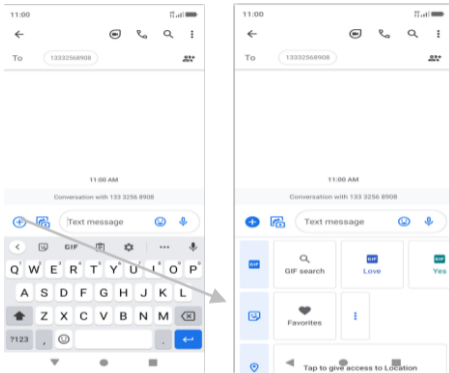 11:00
To
13332568908
11:00 AM
Conversation with 133 3256 8908
Text message
GIF
Q W E R T Y U I O P
A S D F G H J K L
Z X C V B N M
?123 , .
11:00
To
13332568908
11:00 AM
Conversation with 133 3256 8908
Text message
GIF
GIF search
GIF
Love
GIF
Yes
Favorites
Tap to give access to Location